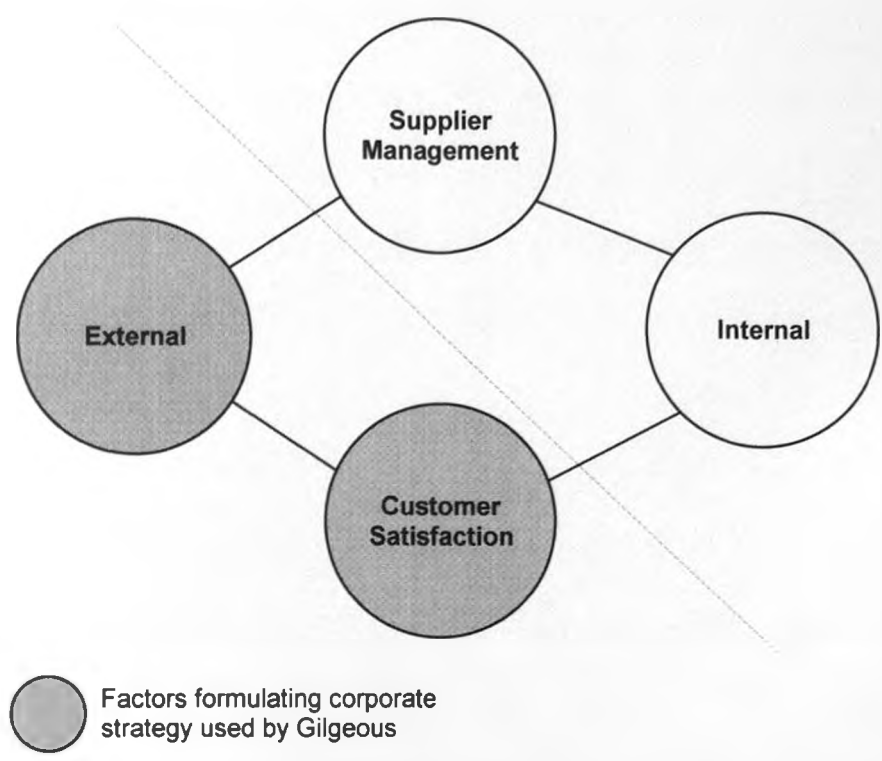 Supplier
Management
External
Internal
Customer
Satisfaction
Factors formulating corporate
strategy used by Gilgeous